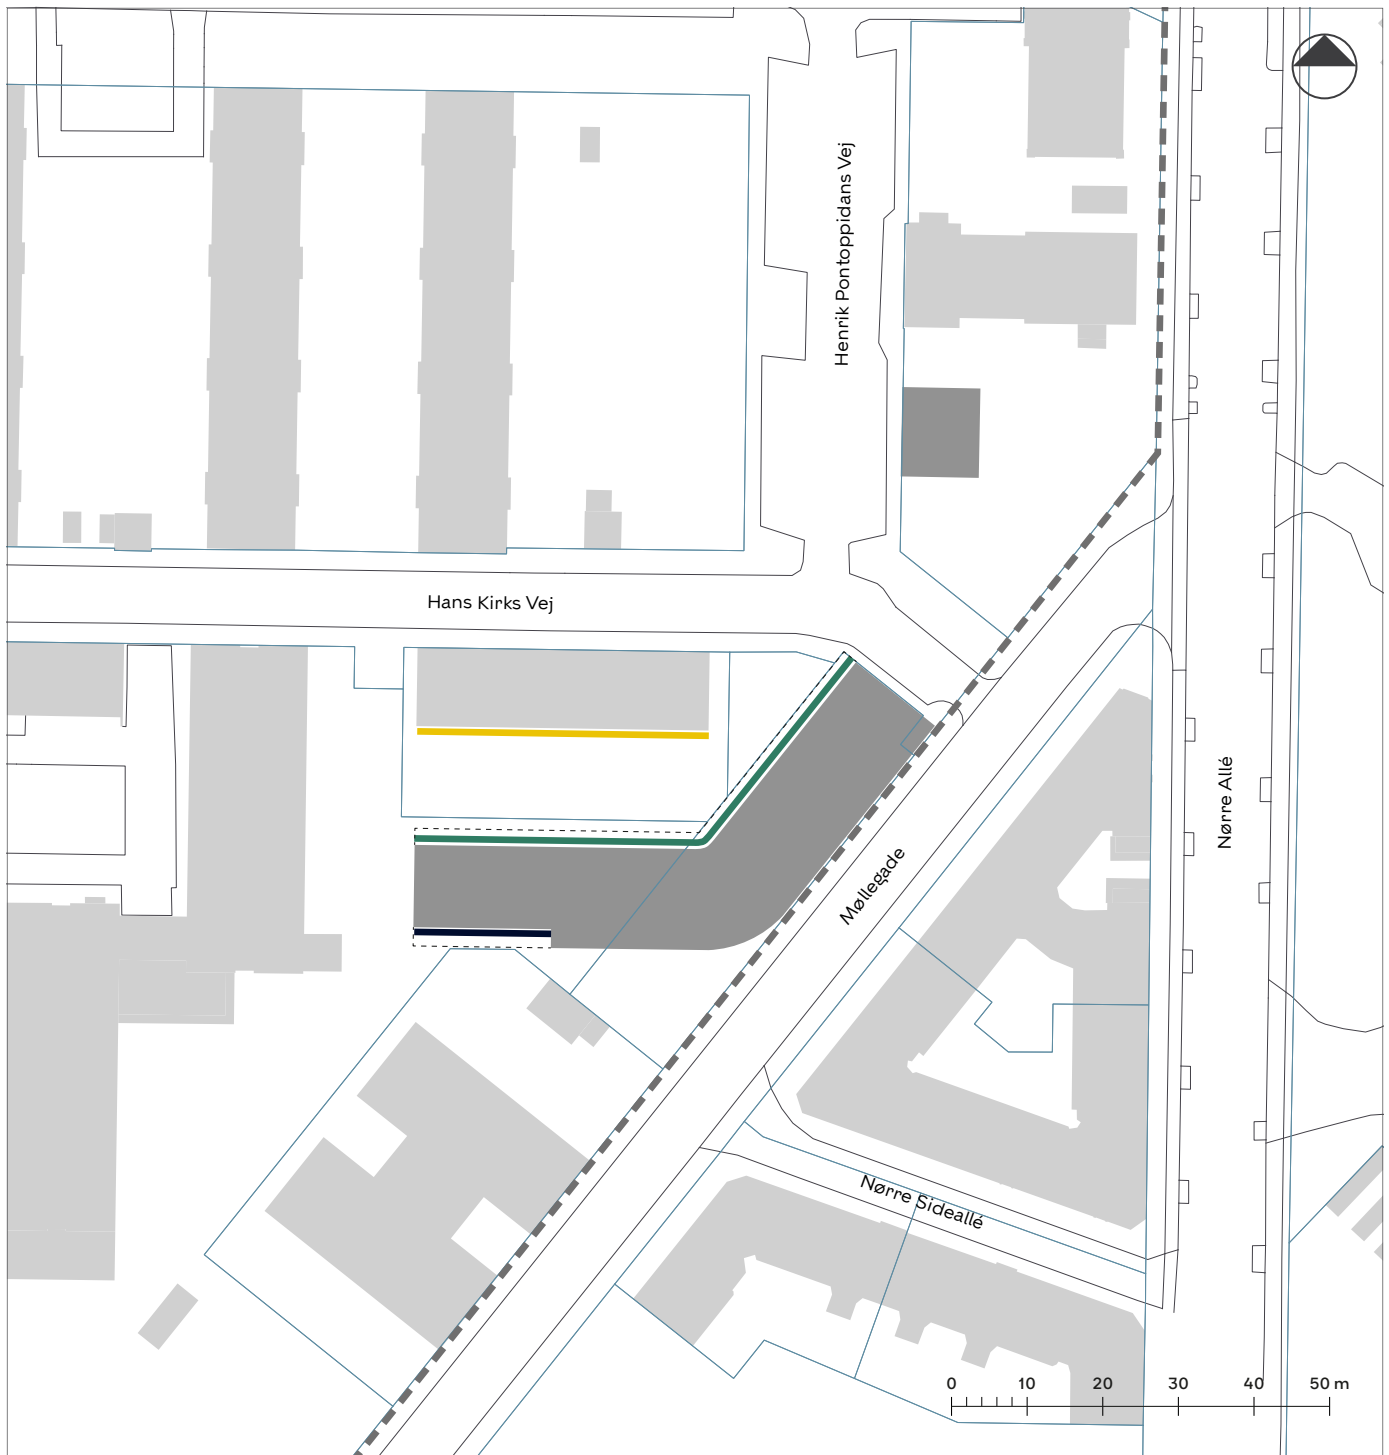 Henrik Pontoppidans Vej
Hans Kirks Vej
Nørre Allé
Møllegade
Nørre Sideallé
0 10 20 30 40 50 m